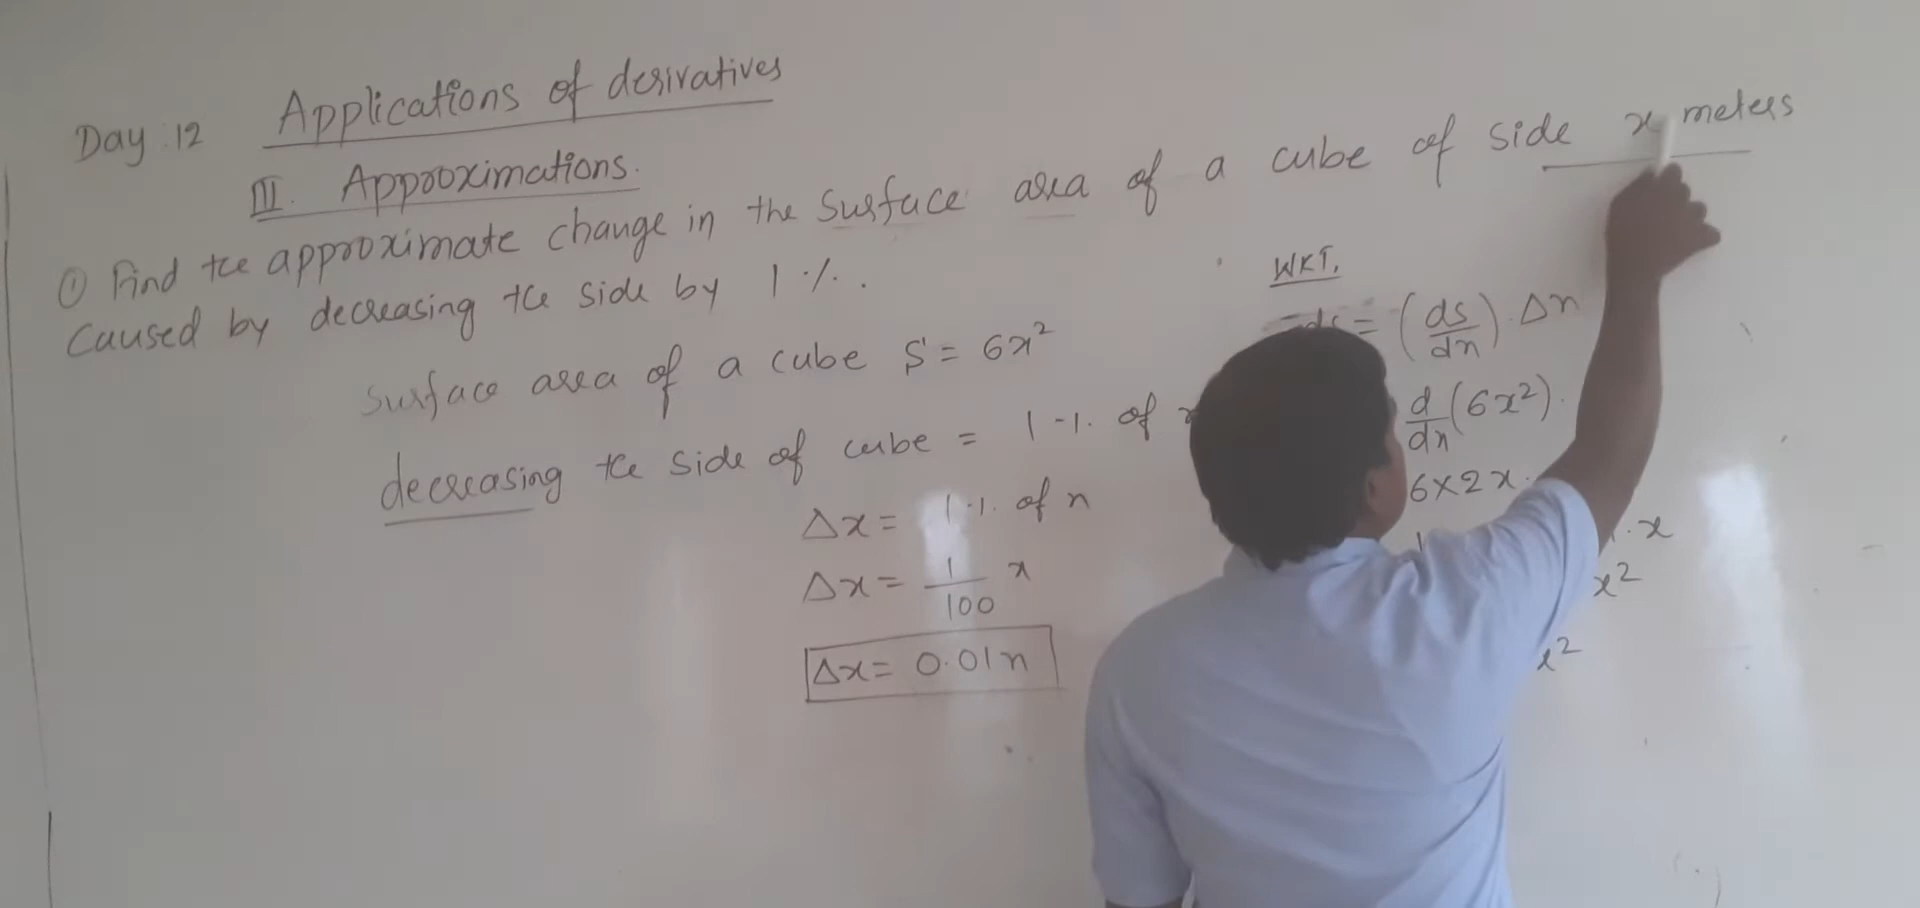 Day : 12 Applications of derivatives
III. Approximations.
① Find the approximate change in the surface area of a cube of side x meters
Caused by decreasing the side by 1 %.
Surface area of a cube S = 6x²
decreasing the side of cube = 1 % of
Δx = 1 % of x
Δx = 1/100 x
Δx = 0.01x
WKT,
ds = (ds/dx) . Δx
d/dx (6x²) .
6×2x .
. x
x²
x²